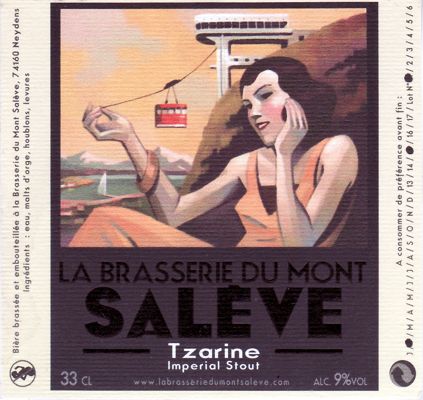 Bière brassée et embouteillée à la Brasserie du Mont Salève, 74160 Neydens
Ingrédients : eau, malts d'orge, houblons, levures
LA BRASSERIE DU MONT
SALÈVE
Tzarine
Imperial Stout
33 CL
www.labrasseriedumontsaleve.com
ALC. 9%VOL
A consommer de préférence avant fin :
/M/A/M/J/J/A/S/O/N/D/13/14/ /16/17/Lot N° /2/3/4/5/6